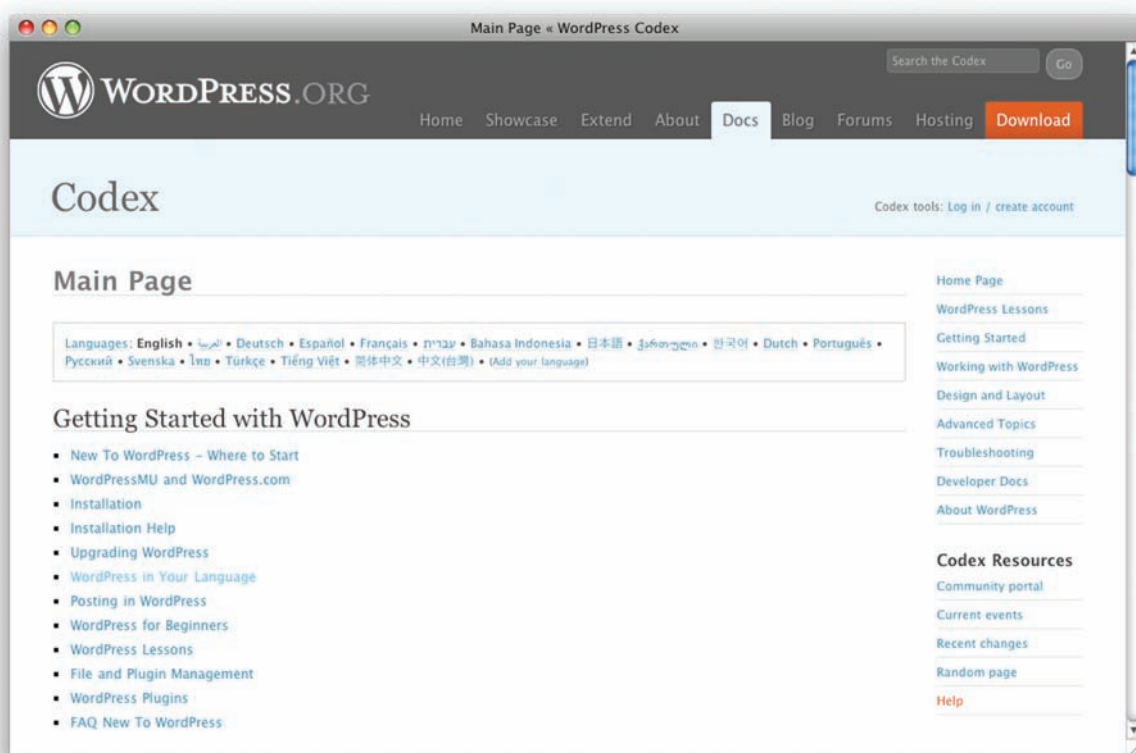 Main Page « WordPress Codex
WORDPRESS.ORG
Search the Codex
Go
Home Showcase Extend About Docs Blog Forums Hosting Download
Codex
Codex tools: Log in / create account
Main Page
Languages: English • العربية • Deutsch • Español • Français • עברית • Bahasa Indonesia • 日本語 • ქართული • 한국어 • Dutch • Português •
Русский • Svenska • ไทย • Türkçe • Tiếng Việt • 简体中文 • 中文(台灣) • (Add your language)
Getting Started with WordPress
▪ New To WordPress – Where to Start
▪ WordPressMU and WordPress.com
▪ Installation
▪ Installation Help
▪ Upgrading WordPress
▪ WordPress in Your Language
▪ Posting in WordPress
▪ WordPress for Beginners
▪ WordPress Lessons
▪ File and Plugin Management
▪ WordPress Plugins
▪ FAQ New To WordPress
Home Page
WordPress Lessons
Getting Started
Working with WordPress
Design and Layout
Advanced Topics
Troubleshooting
Developer Docs
About WordPress
Codex Resources
Community portal
Current events
Recent changes
Random page
Help